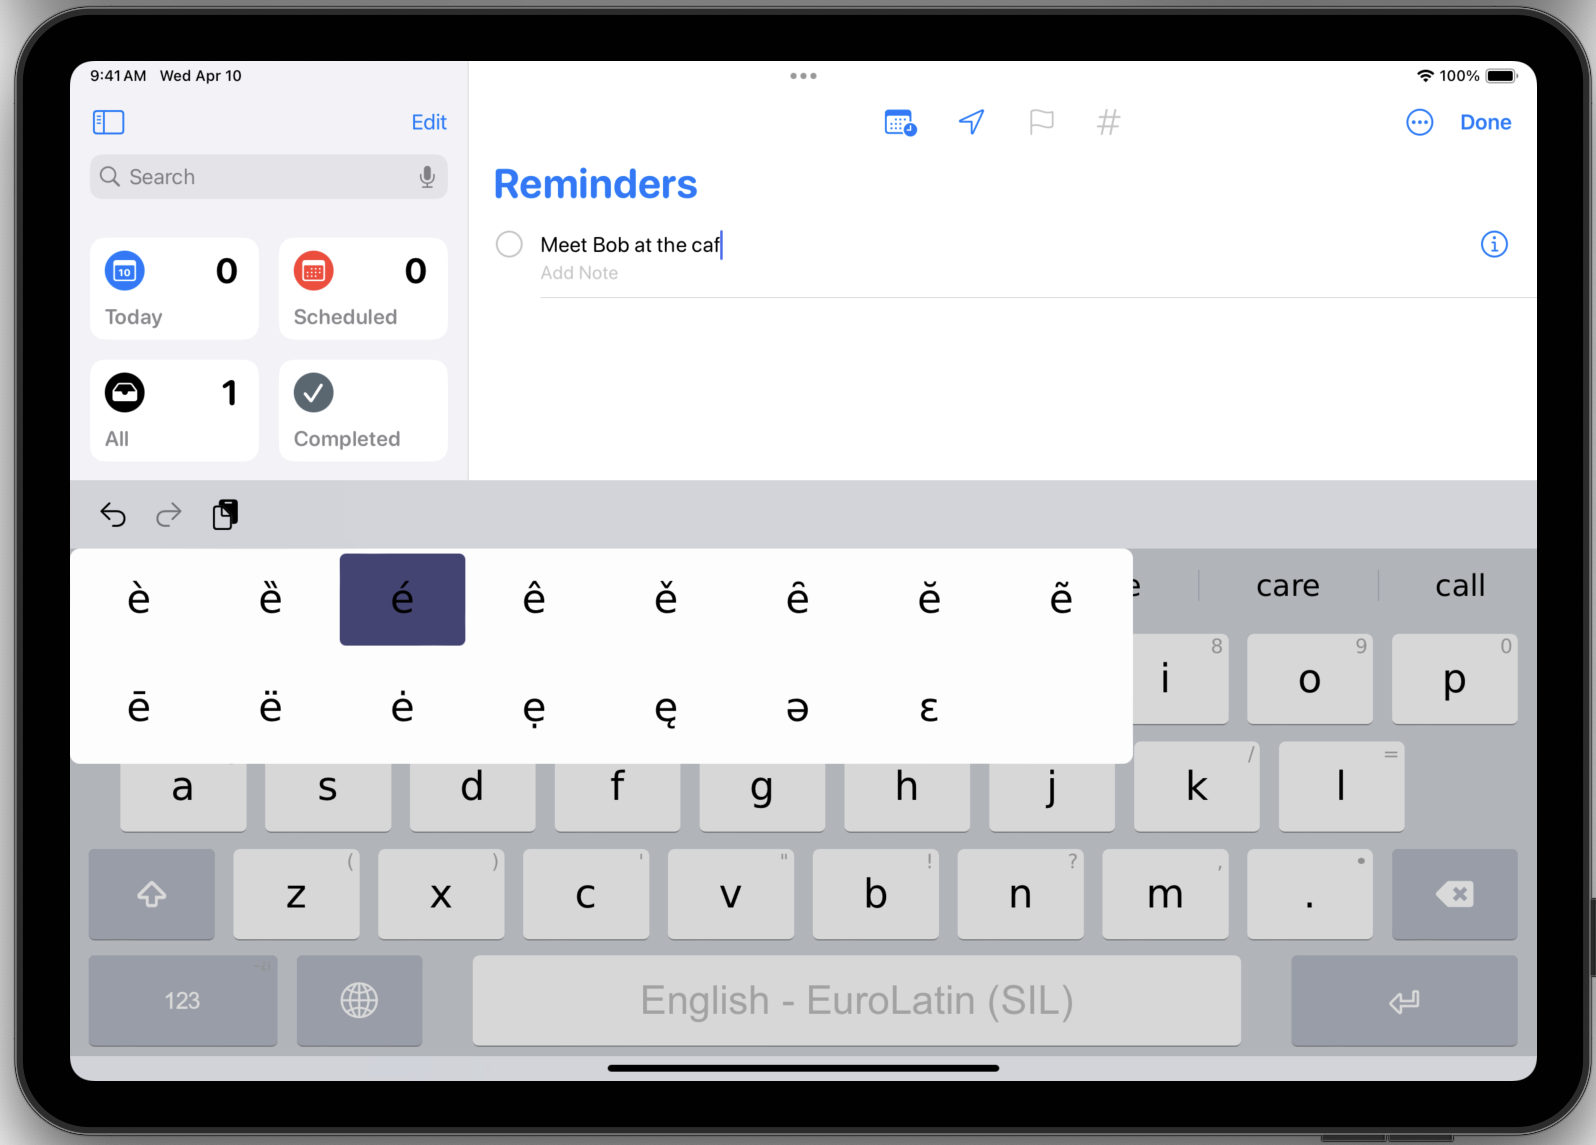 9:41 AM Wed Apr 10
100%
Edit
Done
Search
Reminders
Meet Bob at the caf
Add Note
10
0
0
Today
Scheduled
1
All
Completed
è ȅ é ê ě ȇ ĕ ẽ
ē ë ė ẹ ę ə ɛ
care call
i 8 o 9 p 0
a s d f g h j k / l =
z ( x ) c ' v " b ! n ? m , . •
123
English - EuroLatin (SIL)